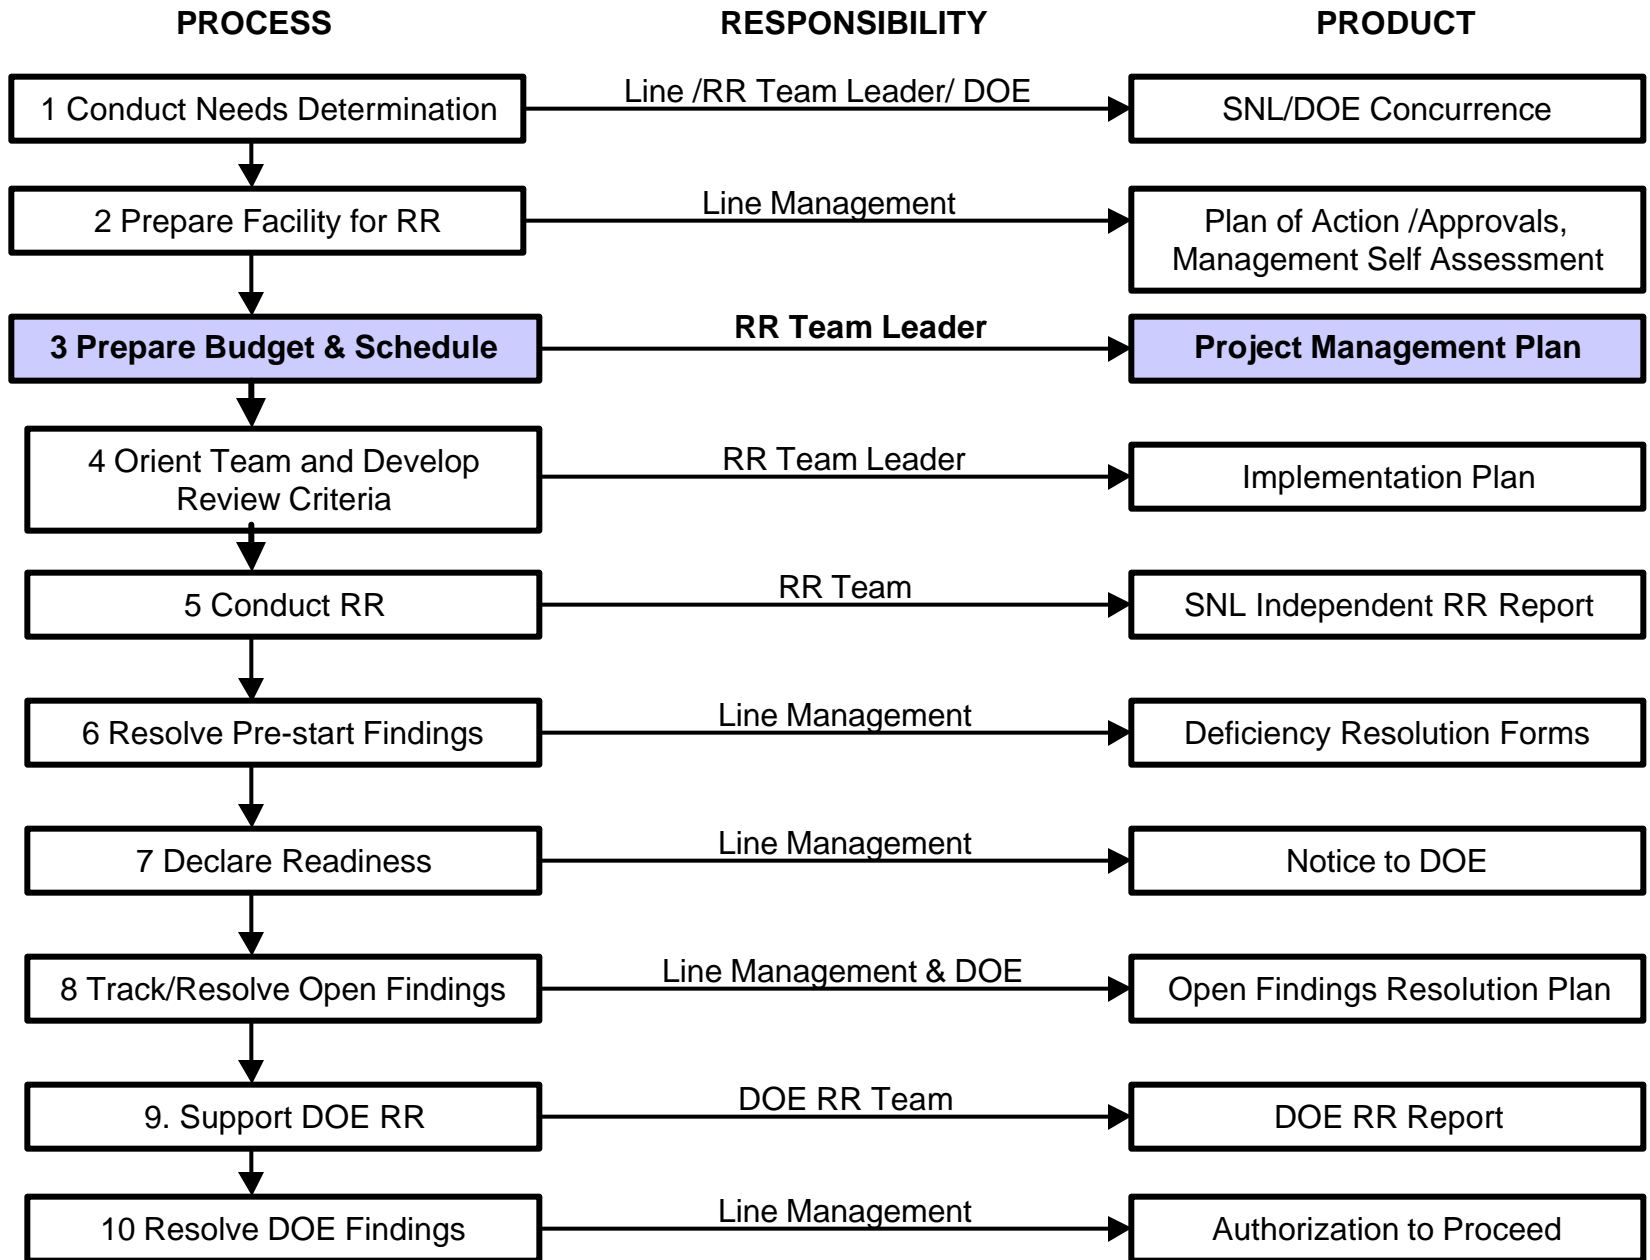 PROCESS RESPONSIBILITY PRODUCT
1 Conduct Needs Determination Line /RR Team Leader/ DOE SNL/DOE Concurrence
2 Prepare Facility for RR Line Management Plan of Action /Approvals,
Management Self Assessment
3 Prepare Budget & Schedule RR Team Leader Project Management Plan
4 Orient Team and Develop
Review Criteria RR Team Leader Implementation Plan
5 Conduct RR RR Team SNL Independent RR Report
6 Resolve Pre-start Findings Line Management Deficiency Resolution Forms
7 Declare Readiness Line Management Notice to DOE
8 Track/Resolve Open Findings Line Management & DOE Open Findings Resolution Plan
9. Support DOE RR DOE RR Team DOE RR Report
10 Resolve DOE Findings Line Management Authorization to Proceed